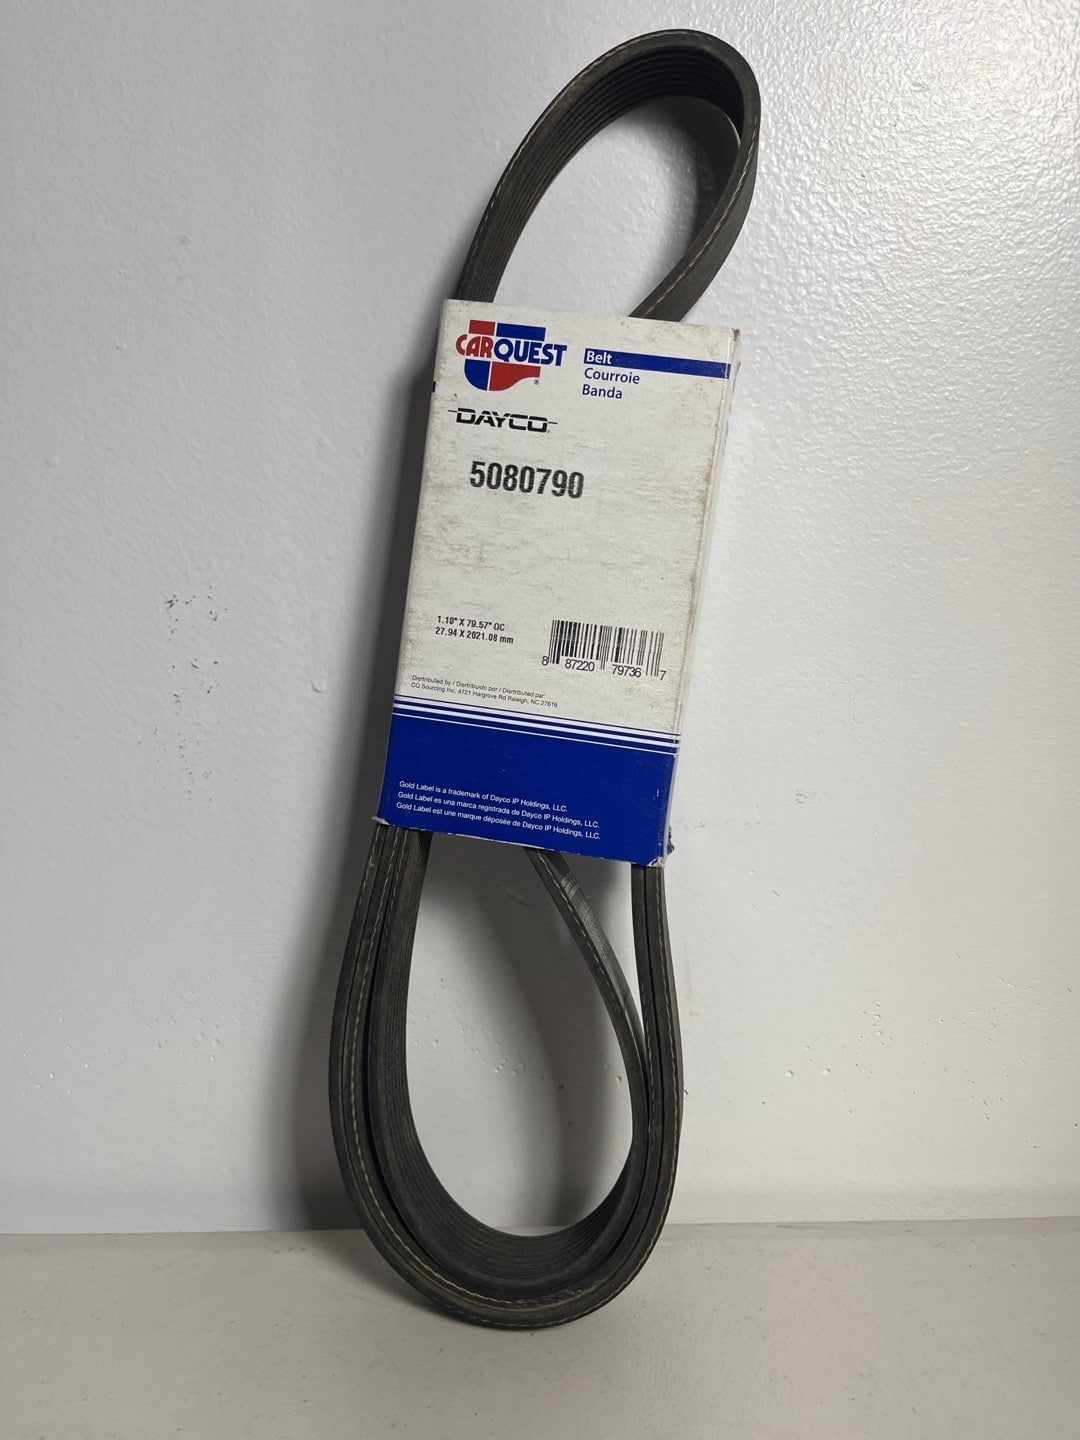 CARQUEST
®
Belt
Courroie
Banda
DAYCO
5080790
1.10" X 79.57" OC
27.94 X 2021.08 mm
8 87220 79736 7
Distributed by / Distribuido por / Distributed par:
CQ Sourcing Inc. 4721 Hargrove Rd Raleigh, NC 27616
Gold Label is a trademark of Dayco IP Holdings, LLC.
Gold Label es una marca registrada de Dayco IP Holdings, LLC.
Gold Label est une marque déposée de Dayco IP Holdings, LLC.